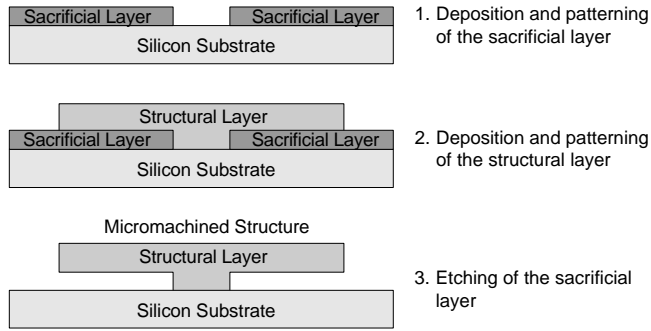 Sacrificial Layer Sacrificial Layer
Silicon Substrate
1. Deposition and patterning
of the sacrificial layer
Structural Layer
Sacrificial Layer Sacrificial Layer
Silicon Substrate
2. Deposition and patterning
of the structural layer
Micromachined Structure
Structural Layer
Silicon Substrate
3. Etching of the sacrificial
layer